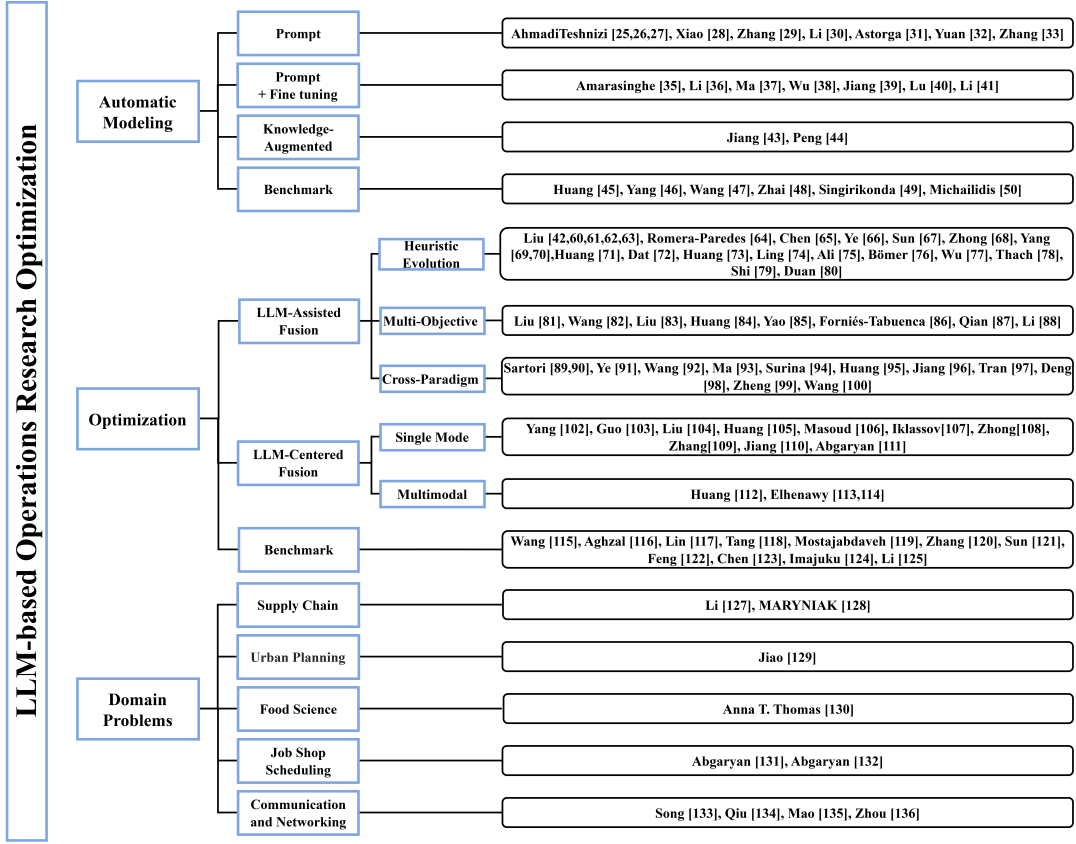 LLM-based Operations Research Optimization
Automatic
Modeling
Prompt
AhmadiTeshnizi [25,26,27], Xiao [28], Zhang [29], Li [30], Astorga [31], Yuan [32], Zhang [33]
Prompt
+ Fine tuning
Amarasinghe [35], Li [36], Ma [37], Wu [38], Jiang [39], Lu [40], Li [41]
Knowledge-
Augmented
Jiang [43], Peng [44]
Benchmark
Huang [45], Yang [46], Wang [47], Zhai [48], Singirikonda [49], Michailidis [50]
Optimization
LLM-Assisted
Fusion
Heuristic
Evolution
Liu [42,60,61,62,63], Romera-Paredes [64], Chen [65], Ye [66], Sun [67], Zhong [68], Yang
[69,70],Huang [71], Dat [72], Huang [73], Ling [74], Ali [75], Bömer [76], Wu [77], Thach [78],
Shi [79], Duan [80]
Multi-Objective
Liu [81], Wang [82], Liu [83], Huang [84], Yao [85], Forniés-Tabuenca [86], Qian [87], Li [88]
Cross-Paradigm
Sartori [89,90], Ye [91], Wang [92], Ma [93], Surina [94], Huang [95], Jiang [96], Tran [97], Deng
[98], Zheng [99], Wang [100]
LLM-Centered
Fusion
Single Mode
Yang [102], Guo [103], Liu [104], Huang [105], Masoud [106], Iklassov[107], Zhong[108],
Zhang[109], Jiang [110], Abgaryan [111]
Multimodal
Huang [112], Elhenawy [113,114]
Benchmark
Wang [115], Aghzal [116], Lin [117], Tang [118], Mostajabdaveh [119], Zhang [120], Sun [121],
Feng [122], Chen [123], Imajuku [124], Li [125]
Domain
Problems
Supply Chain
Li [127], MARYNIAK [128]
Urban Planning
Jiao [129]
Food Science
Anna T. Thomas [130]
Job Shop
Scheduling
Abgaryan [131], Abgaryan [132]
Communication
and Networking
Song [133], Qiu [134], Mao [135], Zhou [136]